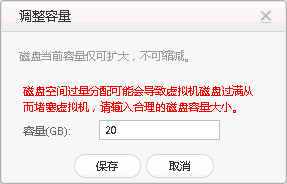 调整容量
磁盘当前容量仅可扩大，不可缩减。
磁盘空间过量分配可能会导致虚拟机磁盘过满从
而堵塞虚拟机，请输入合理的磁盘容量大小。
容量(GB): 20
保存 取消